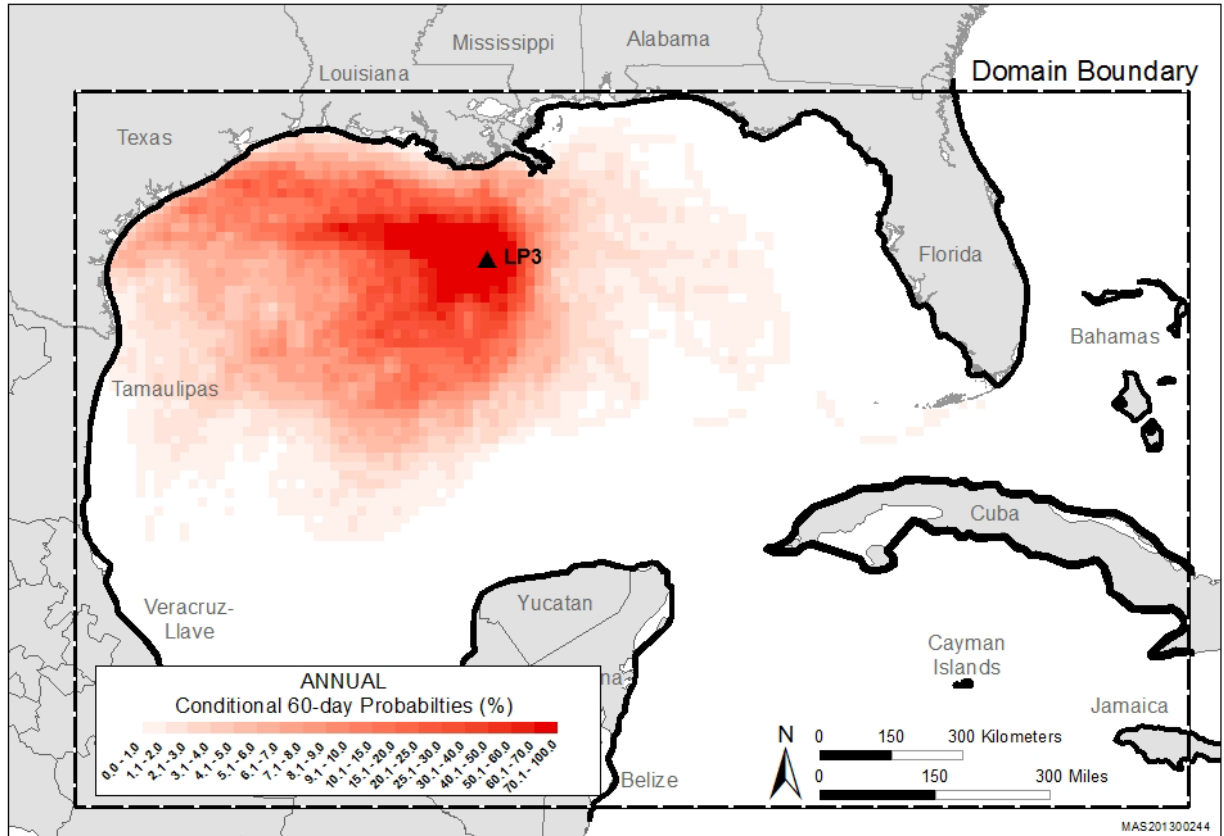 Mississippi
Alabama
Louisiana
Domain Boundary
Texas
LP3
Florida
Bahamas
Tamaulipas
Cuba
Yucatan
Veracruz-
Llave
Cayman
Islands
na
ANNUAL
Conditional 60-day Probabilties (%)
0.0 - 1.0
1.1 - 2.0
2.1 - 3.0
3.1 - 4.0
4.1 - 5.0
5.1 - 6.0
6.1 - 7.0
7.1 - 8.0
8.1 - 9.0
9.1 - 10.0
10.1 - 15.0
15.1 - 20.0
20.1 - 25.0
25.1 - 30.0
30.1 - 40.0
40.1 - 50.0
50.1 - 60.0
60.1 - 70.0
70.1 - 100.0
Jamaica
N
0 150 300 Kilometers
0 150 300 Miles
Belize
MAS201300244